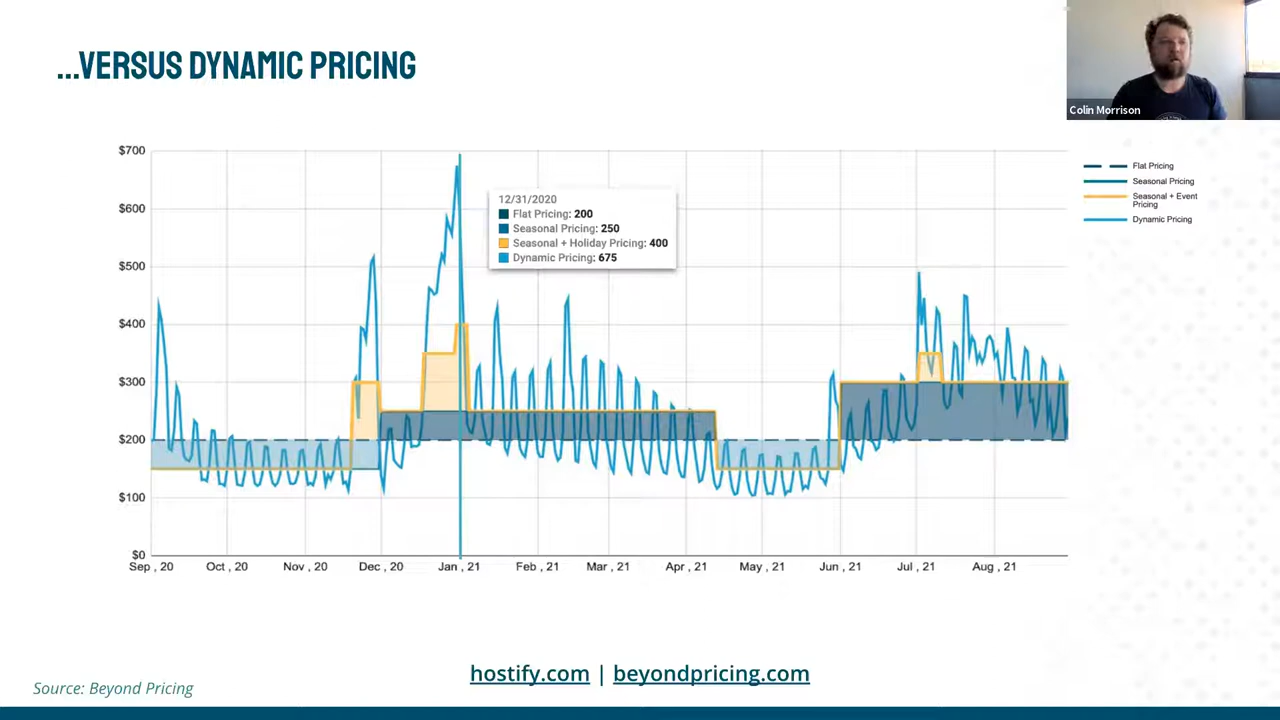 ...VERSUS DYNAMIC PRICING
Colin Morrison
$700
$600
$500
$400
$300
$200
$100
$0
12/31/2020
Flat Pricing: 200
Seasonal Pricing: 250
Seasonal + Holiday Pricing: 400
Dynamic Pricing: 675
Flat Pricing
Seasonal Pricing
Seasonal + Event
Pricing
Dynamic Pricing
Sep , 20 Oct , 20 Nov , 20 Dec , 20 Jan , 21 Feb , 21 Mar , 21 Apr , 21 May , 21 Jun , 21 Jul , 21 Aug , 21
hostify.com | beyondpricing.com
Source: Beyond Pricing